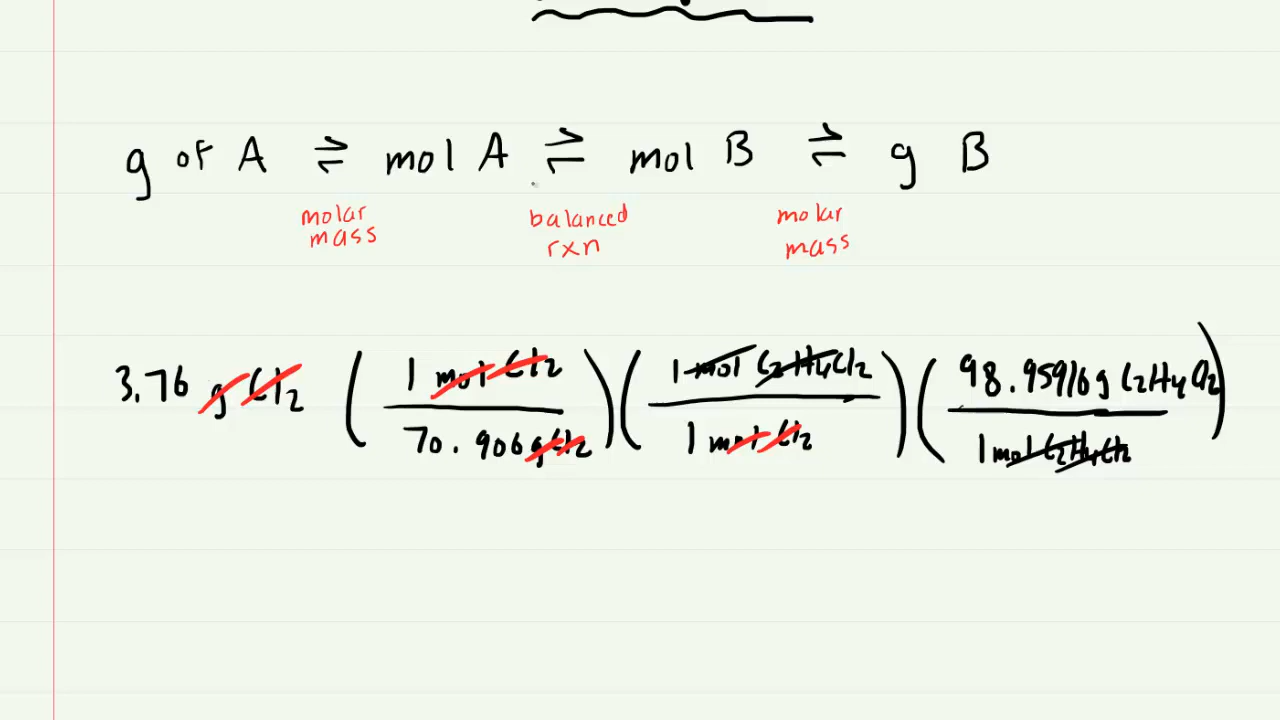 g of A ⇌ mol A ⇌ mol B ⇌ g B
molar mass balanced rxn molar mass
3.76 g Cl2 (1 mol Cl2 / 70.906 g Cl2) (1 mol C2H4Cl2 / 1 mol Cl2) (98.95916 g C2H4Cl2 / 1 mol C2H4Cl2)